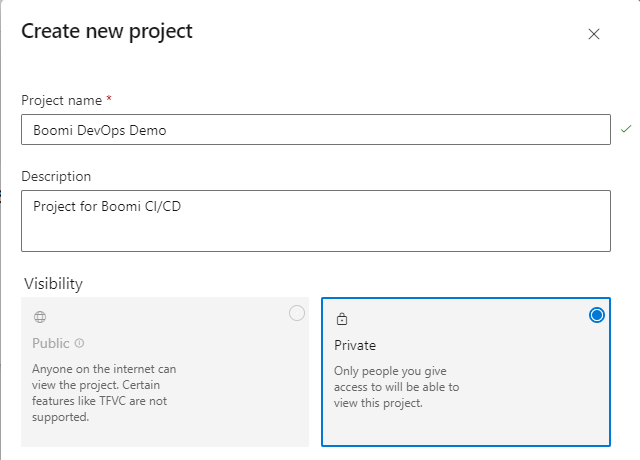 Create new project
Project name *
Boomi DevOps Demo
Description
Project for Boomi CI/CD
Visibility
Public
Anyone on the internet can
view the project. Certain
features like TFVC are not
supported.
Private
Only people you give
access to will be able to
view this project.